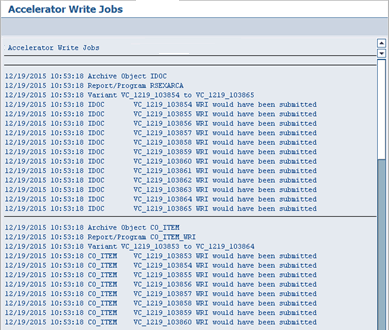 Accelerator Write Jobs
Accelerator Write Jobs
12/19/2015 10:53:18 Archive Object IDOC
12/19/2015 10:53:18 Report/Program RSEXARCA
12/19/2015 10:53:18 Variant VC_1219_103854 to VC_1219_103865
12/19/2015 10:53:18 IDOC VC_1219_103854 WRI would have been submitted
12/19/2015 10:53:18 IDOC VC_1219_103855 WRI would have been submitted
12/19/2015 10:53:18 IDOC VC_1219_103856 WRI would have been submitted
12/19/2015 10:53:18 IDOC VC_1219_103857 WRI would have been submitted
12/19/2015 10:53:18 IDOC VC_1219_103858 WRI would have been submitted
12/19/2015 10:53:18 IDOC VC_1219_103859 WRI would have been submitted
12/19/2015 10:53:18 IDOC VC_1219_103860 WRI would have been submitted
12/19/2015 10:53:18 IDOC VC_1219_103861 WRI would have been submitted
12/19/2015 10:53:18 IDOC VC_1219_103862 WRI would have been submitted
12/19/2015 10:53:18 IDOC VC_1219_103863 WRI would have been submitted
12/19/2015 10:53:18 IDOC VC_1219_103864 WRI would have been submitted
12/19/2015 10:53:18 IDOC VC_1219_103865 WRI would have been submitted
12/19/2015 10:53:18 Archive Object CO_ITEM
12/19/2015 10:53:18 Report/Program CO_ITEM_WRI
12/19/2015 10:53:18 Variant VC_1219_103853 to VC_1219_103864
12/19/2015 10:53:18 CO_ITEM VC_1219_103853 WRI would have been submitted
12/19/2015 10:53:18 CO_ITEM VC_1219_103854 WRI would have been submitted
12/19/2015 10:53:18 CO_ITEM VC_1219_103855 WRI would have been submitted
12/19/2015 10:53:18 CO_ITEM VC_1219_103856 WRI would have been submitted
12/19/2015 10:53:18 CO_ITEM VC_1219_103857 WRI would have been submitted
12/19/2015 10:53:18 CO_ITEM VC_1219_103858 WRI would have been submitted
12/19/2015 10:53:18 CO_ITEM VC_1219_103859 WRI would have been submitted
12/19/2015 10:53:18 CO_ITEM VC_1219_103860 WRI would have been submitted